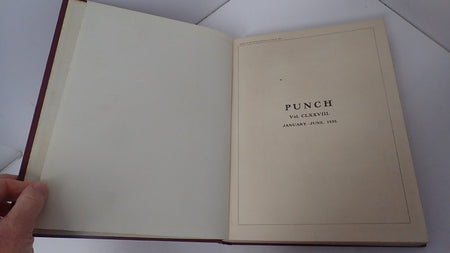 PUNCH
Vol. CLXXVIII.
JANUARY-JUNE, 1930.